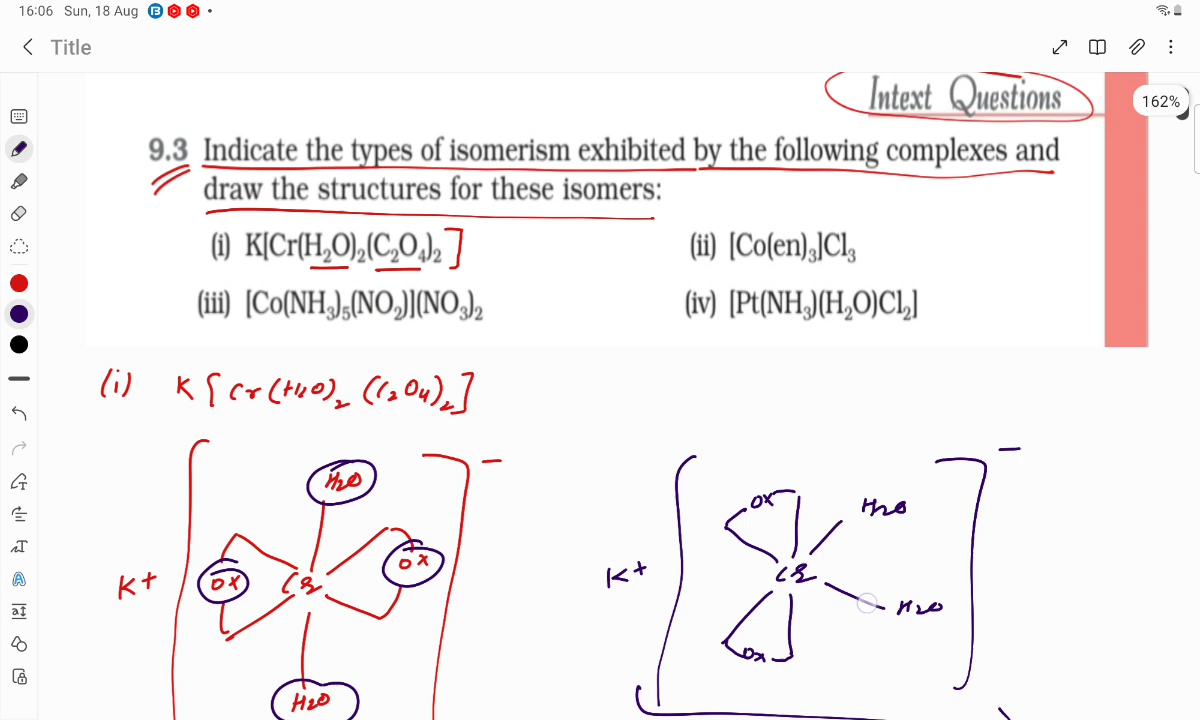 16:06 Sun, 18 Aug
Title
Intext Questions
162%
9.3 Indicate the types of isomerism exhibited by the following complexes and
draw the structures for these isomers:
(i) K[Cr(H₂O)₂(C₂O₄)₂]
(ii) [Co(en)₃]Cl₃
(iii) [Co(NH₃)₅(NO₂)](NO₃)₂
(iv) [Pt(NH₃)(H₂O)Cl₂]
(i) K[Cr(H₂O)₂(C₂O₄)₂]
H₂O
K+
ox
Cr
ox
H₂O
−
K+
ox
H₂O
Cr
H₂O
ox
−